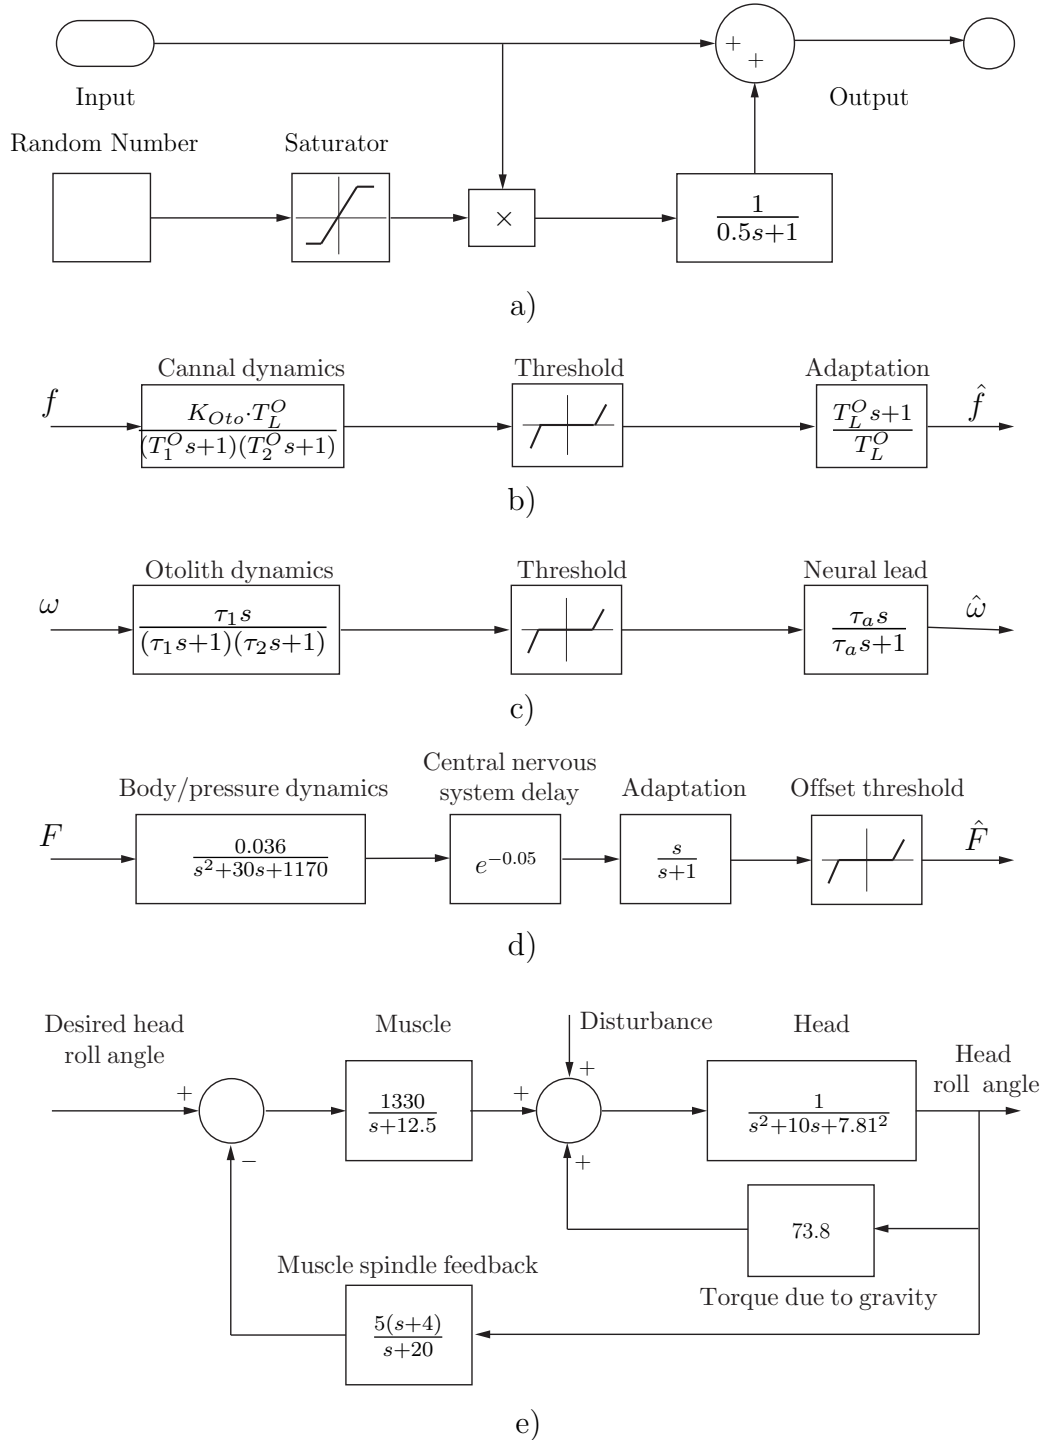 +
+
Input
Output
Random Number
Saturator
×
1
0.5s+1
a)
Cannal dynamics
Threshold
Adaptation
f
K_{Oto}·T_L^O
(T_1^O s+1)(T_2^O s+1)
T_L^O s+1
T_L^O
f̂
b)
Otolith dynamics
Threshold
Neural lead
ω
τ_1 s
(τ_1 s+1)(τ_2 s+1)
τ_a s
τ_a s+1
ω̂
c)
Body/pressure dynamics
Central nervous
system delay
Adaptation
Offset threshold
F
0.036
s^2+30s+1170
e^{−0.05}
s
s+1
F̂
d)
Desired head
roll angle
Muscle
Disturbance
Head
Head
roll angle
+
+
+
1330
s+12.5
1
s^2+10s+7.81^2
−
+
73.8
Muscle spindle feedback
Torque due to gravity
5(s+4)
s+20
e)